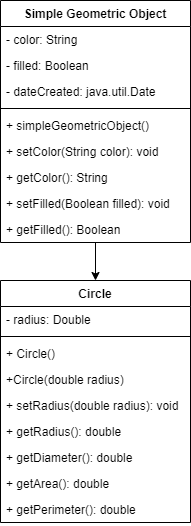 Simple Geometric Object
- color: String
- filled: Boolean
- dateCreated: java.util.Date
+ simpleGeometricObject()
+ setColor(String color): void
+ getColor(): String
+ setFilled(Boolean filled): void
+ getFilled(): Boolean
Circle
- radius: Double
+ Circle()
+Circle(double radius)
+ setRadius(double radius): void
+ getRadius(): double
+ getDiameter(): double
+ getArea(): double
+ getPerimeter(): double